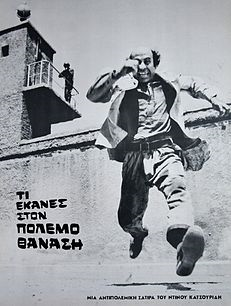 ΤΙ
ΕΚΑΝΕΣ
ΣΤΟΝ
ΠΟΛΕΜΟ
ΘΑΝΑΣΗ
ΜΙΑ ΑΝΤΙΠΟΛΕΜΙΚΗ ΣΑΤΙΡΑ ΤΟΥ ΝΤΙΝΟΥ ΚΑΤΣΟΥΡΙΔΗ